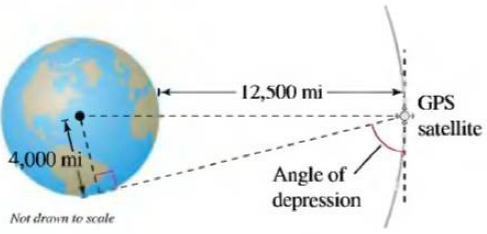 12,500 mi
GPS
satellite
4,000 mi
Angle of
depression
Not drawn to scale